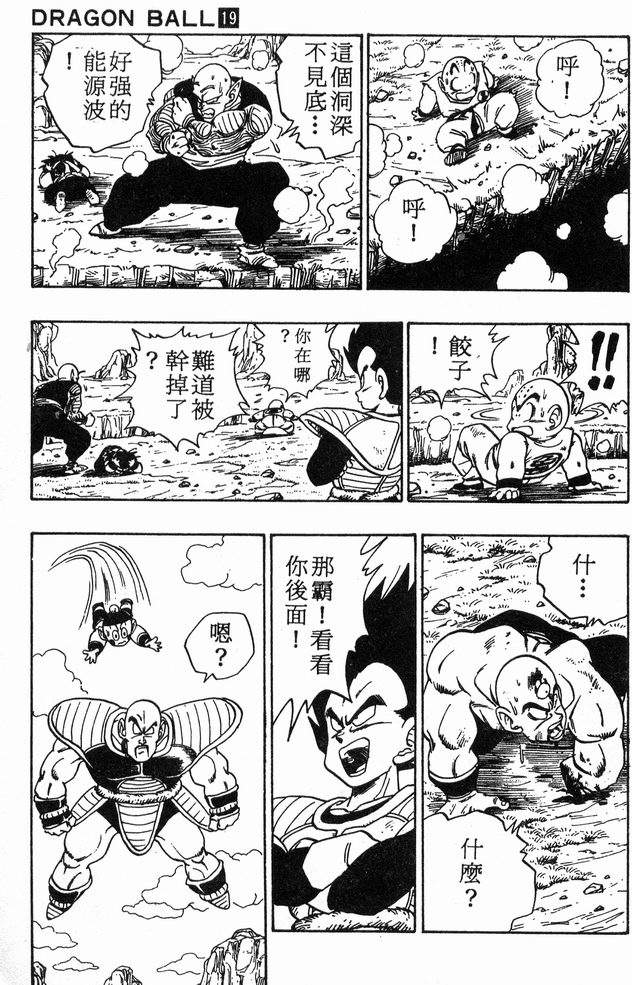 DRAGON BALL 19
呼！
呼！
這個洞深
不見底…
好強的
能源波
！
!!
餃子
！
你在哪
？
難道被
幹掉了
？
什…
什麼？
那霸！看看
你後面！
嗯？